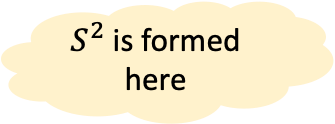 S² is formed
here